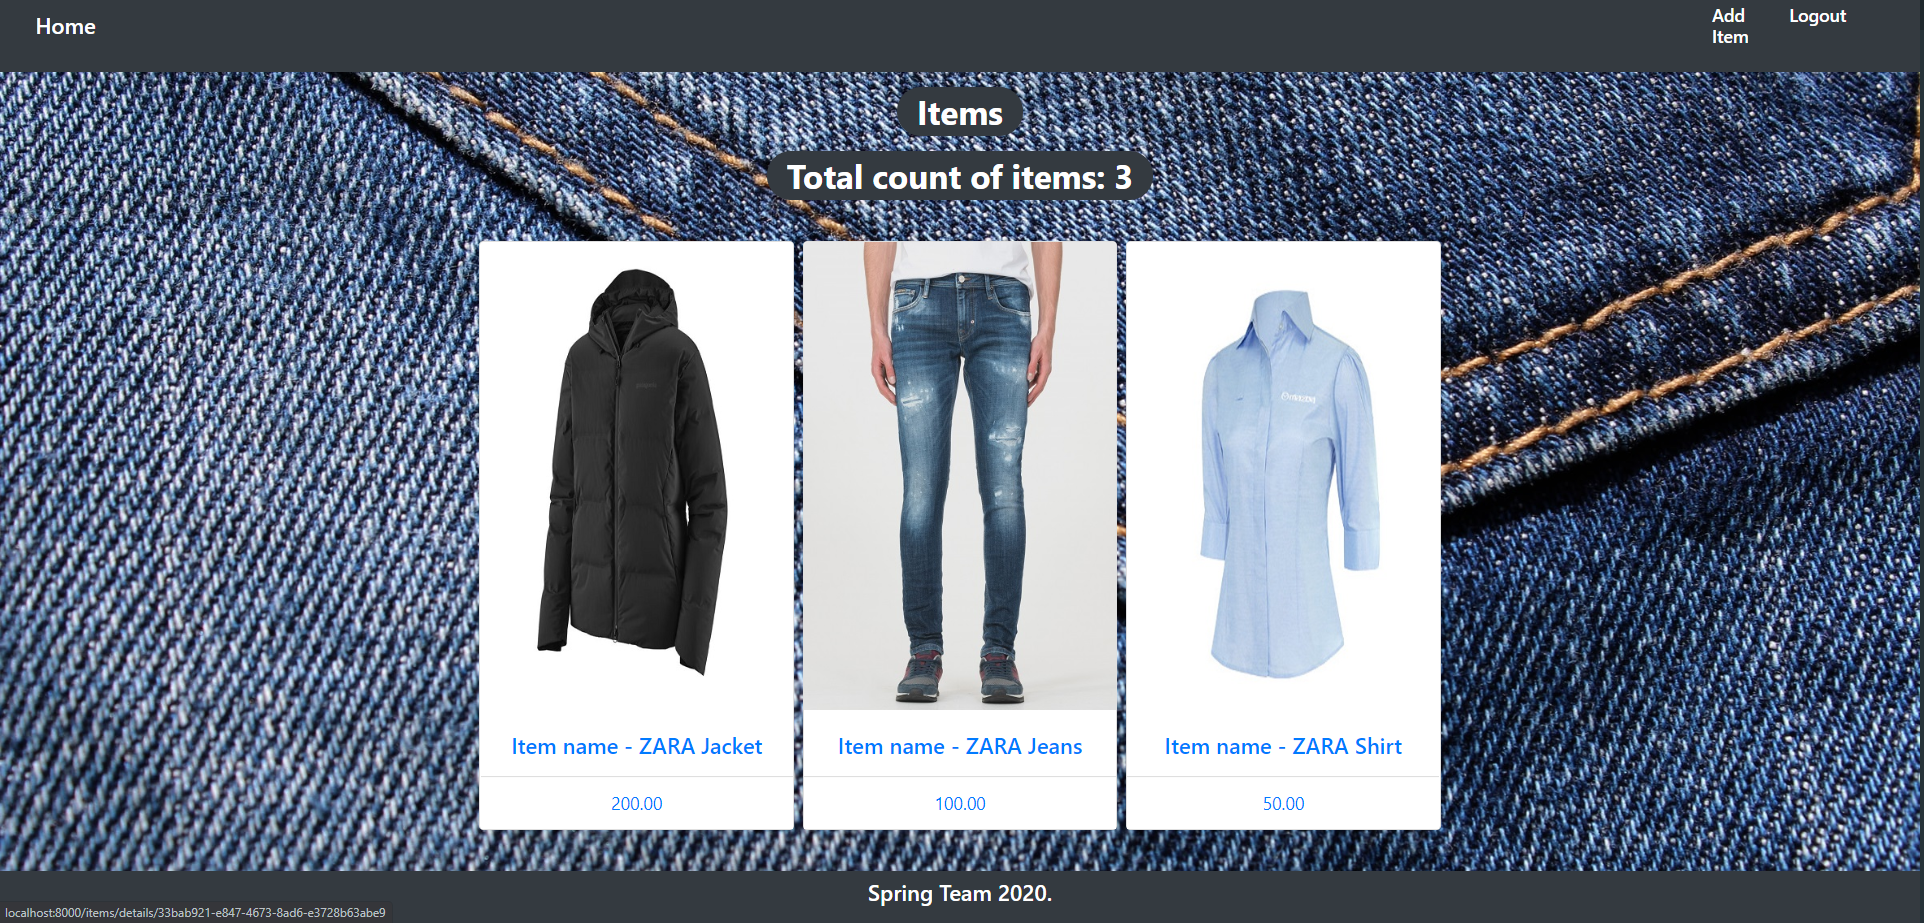 Home
Add
Item
Logout
Items
Total count of items: 3
Item name - ZARA Jacket
Item name - ZARA Jeans
Item name - ZARA Shirt
200.00
100.00
50.00
Spring Team 2020.
localhost:8000/items/details/33bab921-e847-4673-8ad6-e3728b63abe9